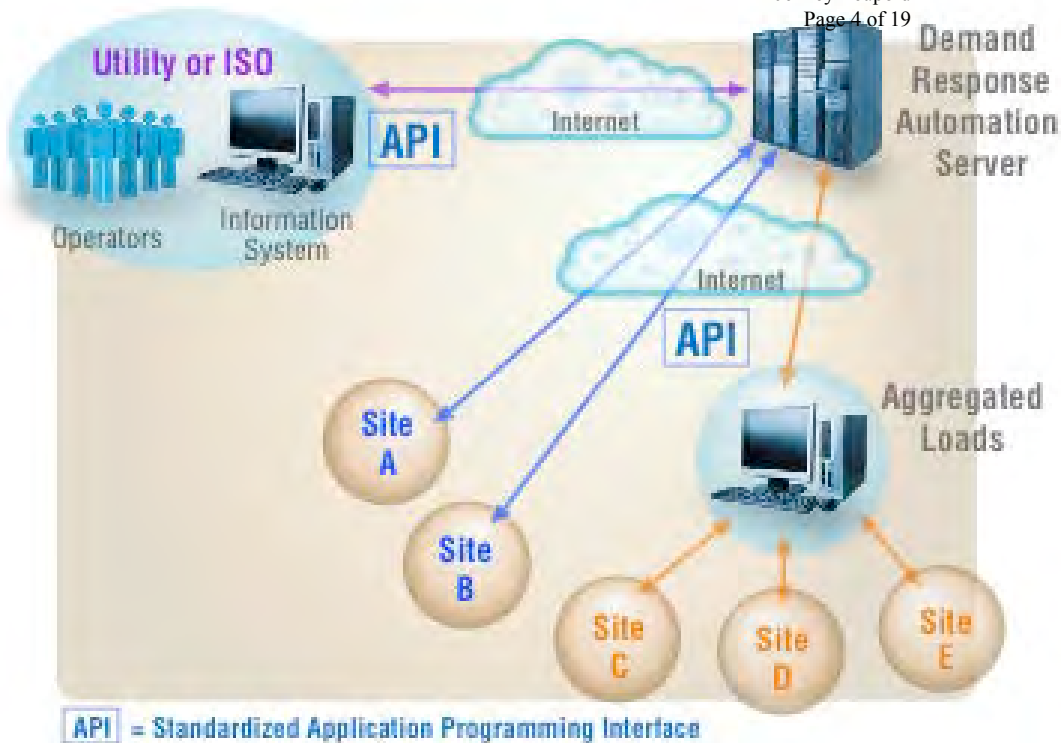 Page 4 of 19
Utility or ISO
Demand
Response
Automation
Server
Internet
API
Operators
Information
System
Internet
API
Aggregated
Loads
Site
A
Site
B
Site
C
Site
D
Site
E
API = Standardized Application Programming Interface